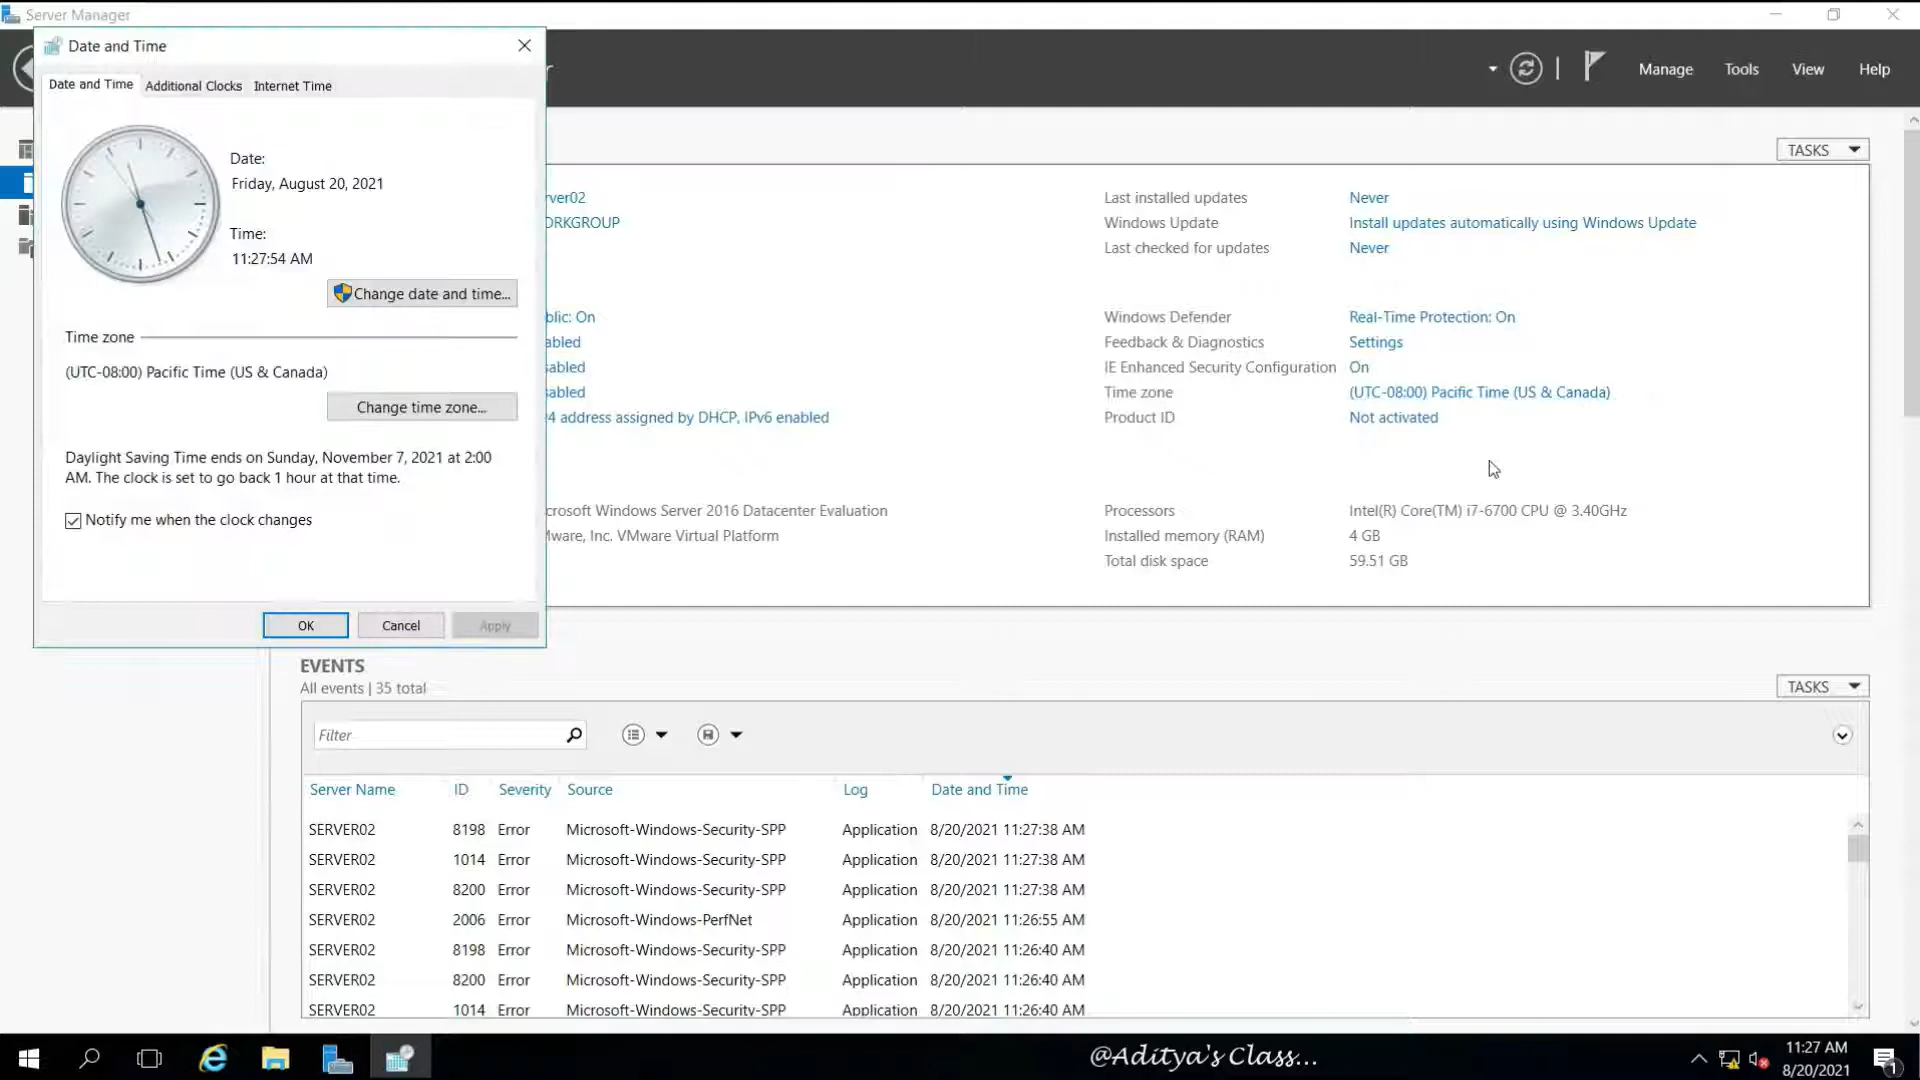 Server Manager
Date and Time
Date and Time Additional Clocks Internet Time
Date:
Friday, August 20, 2021
Time:
11:27:54 AM
Change date and time...
Time zone
(UTC-08:00) Pacific Time (US & Canada)
Change time zone...
Daylight Saving Time ends on Sunday, November 7, 2021 at 2:00
AM. The clock is set to go back 1 hour at that time.
Notify me when the clock changes
OK Cancel Apply
Manage Tools View Help
TASKS
rver02
ORKGROUP
Last installed updates Never
Windows Update Install updates automatically using Windows Update
Last checked for updates Never
blic: On
abled
sabled
sabled
4 address assigned by DHCP, IPv6 enabled
Windows Defender Real-Time Protection: On
Feedback & Diagnostics Settings
IE Enhanced Security Configuration On
Time zone (UTC-08:00) Pacific Time (US & Canada)
Product ID Not activated
crosoft Windows Server 2016 Datacenter Evaluation
Mware, Inc. VMware Virtual Platform
Processors Intel(R) Core(TM) i7-6700 CPU @ 3.40GHz
Installed memory (RAM) 4 GB
Total disk space 59.51 GB
EVENTS
All events | 35 total
TASKS
Filter
Server Name ID Severity Source Log Date and Time
SERVER02 8198 Error Microsoft-Windows-Security-SPP Application 8/20/2021 11:27:38 AM
SERVER02 1014 Error Microsoft-Windows-Security-SPP Application 8/20/2021 11:27:38 AM
SERVER02 8200 Error Microsoft-Windows-Security-SPP Application 8/20/2021 11:27:38 AM
SERVER02 2006 Error Microsoft-Windows-PerfNet Application 8/20/2021 11:26:55 AM
SERVER02 8198 Error Microsoft-Windows-Security-SPP Application 8/20/2021 11:26:40 AM
SERVER02 8200 Error Microsoft-Windows-Security-SPP Application 8/20/2021 11:26:40 AM
SERVER02 1014 Error Microsoft-Windows-Security-SPP Application 8/20/2021 11:26:40 AM
@Aditya's Class...
11:27 AM
8/20/2021
1